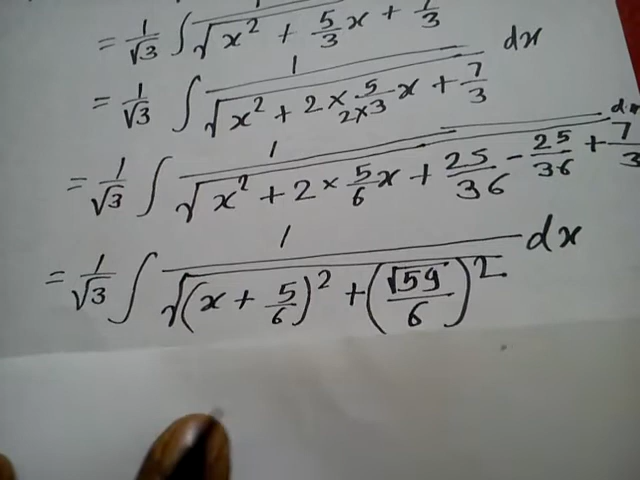 = 1/√3 ∫ 1/√(x² + 5/3 x + 7/3)
= 1/√3 ∫ 1/√(x² + 2 × 5/(2×3) x + 7/3) dx
= 1/√3 ∫ 1/√(x² + 2 × 5/6 x + 25/36 - 25/36 + 7/3) dx
= 1/√3 ∫ 1/√((x + 5/6)² + (√59/6)²) dx